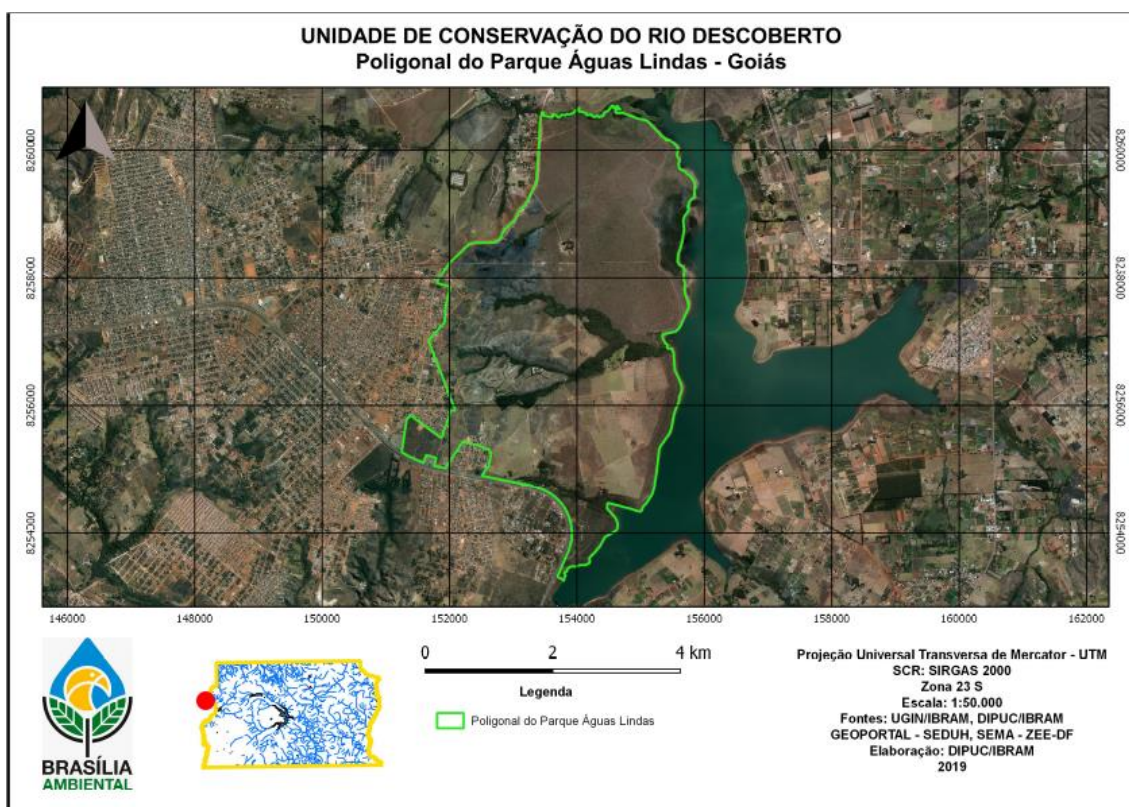 UNIDADE DE CONSERVAÇÃO DO RIO DESCOBERTO
Poligonal do Parque Águas Lindas - Goiás
8260000
8258000
8256000
8254000
8260000
8238000
8256000
8254000
146000 148000 150000 152000 154000 156000 158000 160000 162000
0 2 4 km
Legenda
Poligonal do Parque Águas Lindas
BRASÍLIA
AMBIENTAL
Projeção Universal Transversa de Mercator - UTM
SCR: SIRGAS 2000
Zona 23 S
Escala: 1:50.000
Fontes: UGIN/IBRAM, DIPUC/IBRAM
GEOPORTAL - SEDUH, SEMA - ZEE-DF
Elaboração: DIPUC/IBRAM
2019